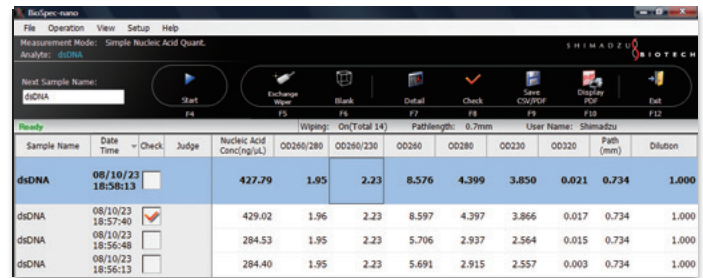 BioSpec-nano
File Operation View Setup Help
Measurement Mode: Simple Nucleic Acid Quant.
Analyte: dsDNA
SHIMADZU
BIOTECH
Next Sample Name:
dsDNA
Start
Exchange Wiper
Blank
Detail
Check
Save CSV/PDF
Display PDF
Exit
F4 F5 F6 F7 F8 F9 F10 F12
Ready Wiping: On(Total 14) Pathlength: 0.7mm User Name: Shimadzu
Sample Name Date Time Check Judge Nucleic Acid Conc(ng/µL) OD260/280 OD260/230 OD260 OD280 OD230 OD320 Path (mm) Dilution
dsDNA 08/10/23 18:58:13 427.79 1.95 2.23 8.576 4.399 3.850 0.021 0.734 1.000
dsDNA 08/10/23 18:57:40 429.02 1.96 2.23 8.597 4.397 3.866 0.017 0.734 1.000
dsDNA 08/10/23 18:56:48 284.53 1.95 2.23 5.706 2.937 2.564 0.015 0.734 1.000
dsDNA 08/10/23 18:56:13 284.40 1.95 2.23 5.691 2.915 2.557 0.003 0.734 1.000